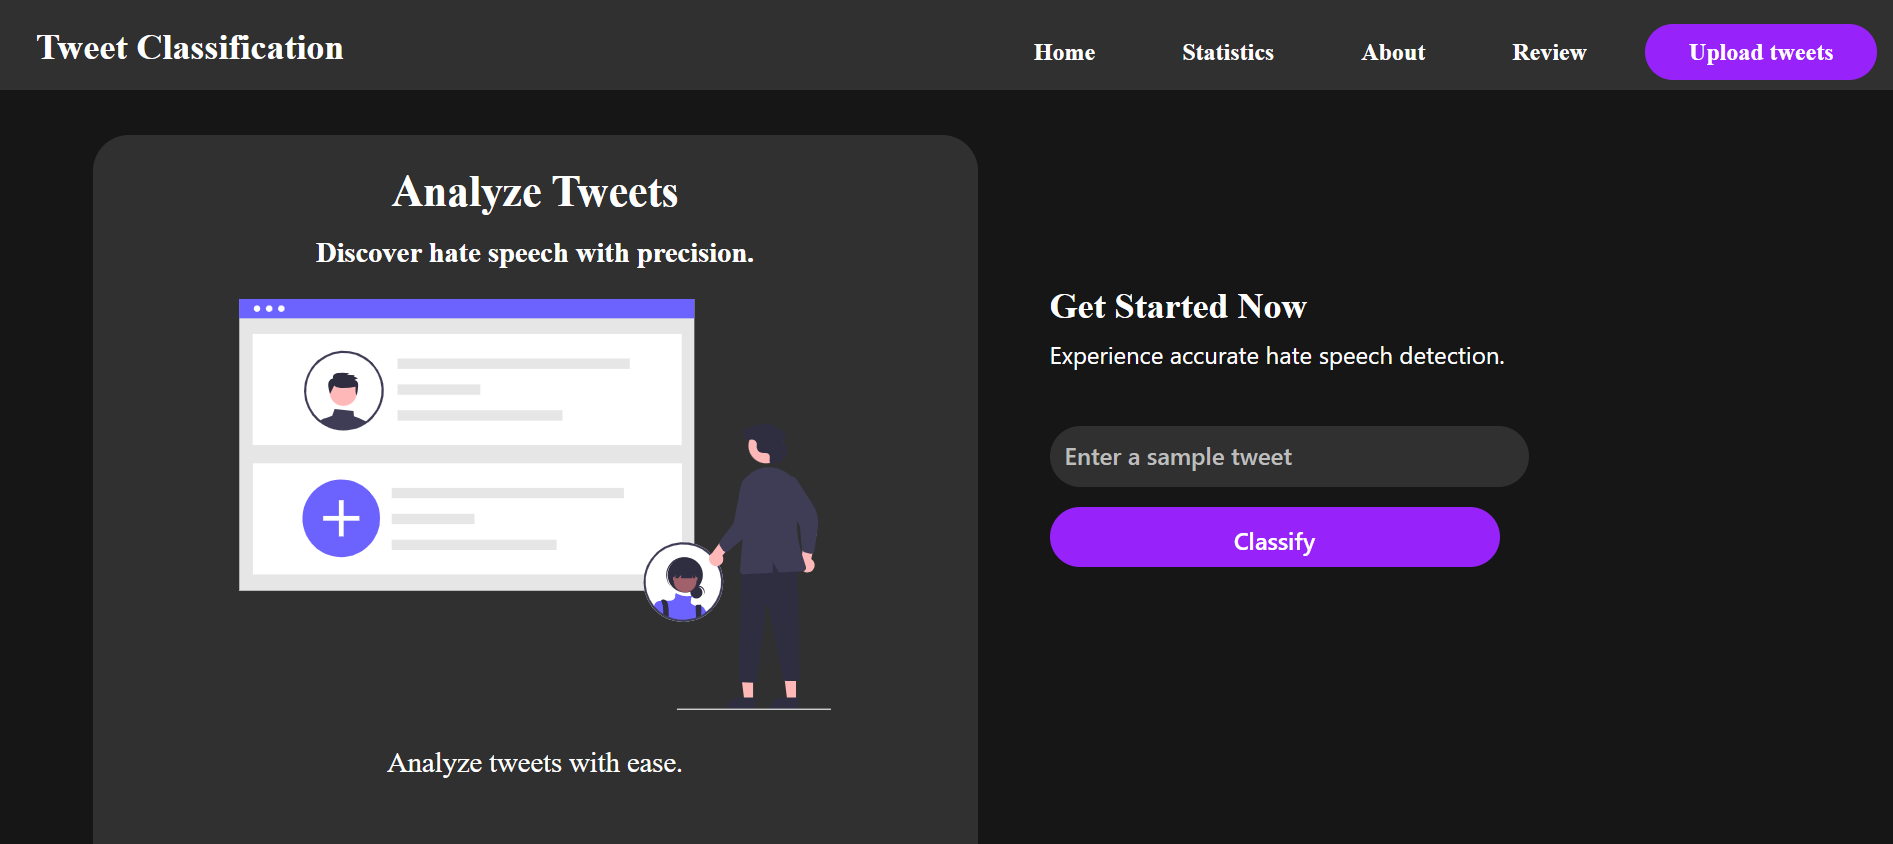 Tweet Classification
Home
Statistics
About
Review
Upload tweets
Analyze Tweets
Discover hate speech with precision.
Analyze tweets with ease.
Get Started Now
Experience accurate hate speech detection.
Enter a sample tweet
Classify